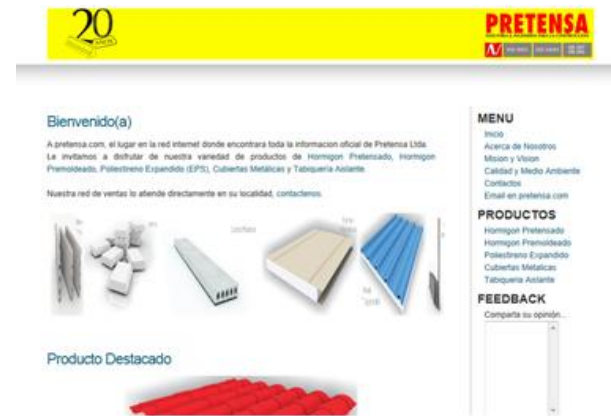 20
AÑOS
PRETENSA
Bienvenido(a)
A pretensa.com, el lugar en la red internet donde encontrara toda la informacion oficial de Pretensa Ltda.
Le invitamos a disfrutar de nuestra variedad de productos de Hormigon Pretensado, Hormigon
Premoldeado, Poliestireno Expandido (EPS), Cubiertas Metálicas y Tabiquería Aislante.
Nuestra red de ventas lo atiende directamente en su localidad, contactenos.
Producto Destacado
MENU
Inicio
Acerca de Nosotros
Mision y Vision
Calidad y Medio Ambiente
Contactos
Email en pretensa.com
PRODUCTOS
Hormigon Pretensado
Hormigon Premoldeado
Poliestireno Expandido
Cubiertas Metalicas
Tabiqueria Aislante
FEEDBACK
Comparta su opinión...